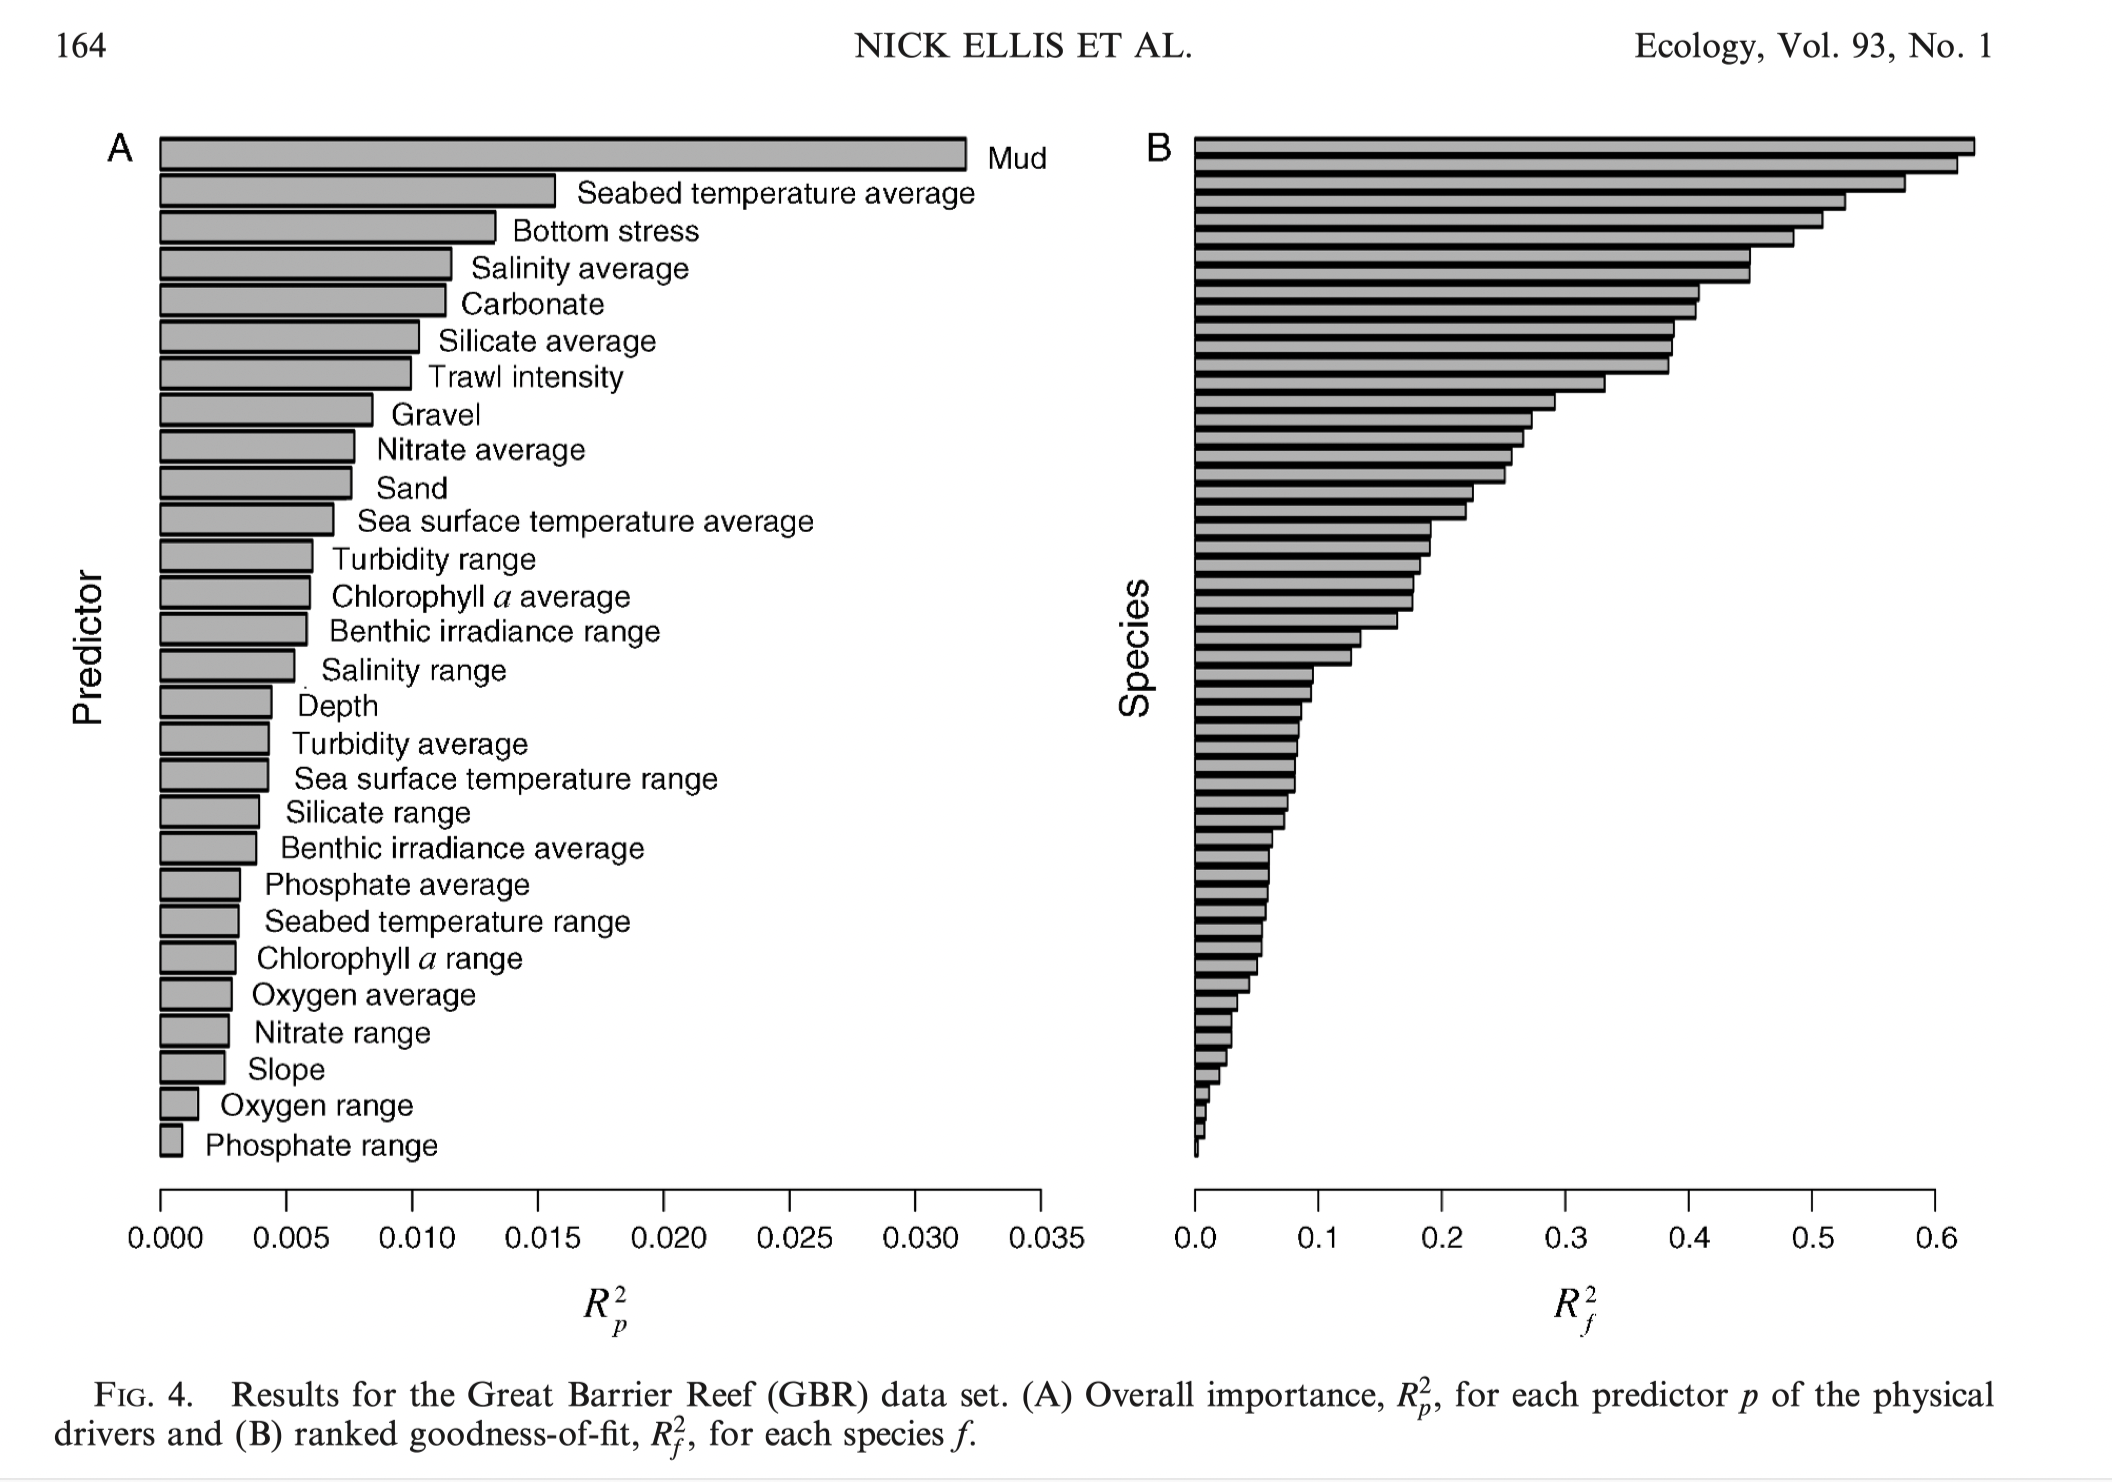 164 NICK ELLIS ET AL. Ecology, Vol. 93, No. 1
A
Predictor
Mud
Seabed temperature average
Bottom stress
Salinity average
Carbonate
Silicate average
Trawl intensity
Gravel
Nitrate average
Sand
Sea surface temperature average
Turbidity range
Chlorophyll a average
Benthic irradiance range
Salinity range
Depth
Turbidity average
Sea surface temperature range
Silicate range
Benthic irradiance average
Phosphate average
Seabed temperature range
Chlorophyll a range
Oxygen average
Nitrate range
Slope
Oxygen range
Phosphate range
0.000 0.005 0.010 0.015 0.020 0.025 0.030 0.035
R²ₚ
B
Species
0.0 0.1 0.2 0.3 0.4 0.5 0.6
R²f
FIG. 4. Results for the Great Barrier Reef (GBR) data set. (A) Overall importance, R²ₚ, for each predictor p of the physical
drivers and (B) ranked goodness-of-fit, R²f, for each species f.